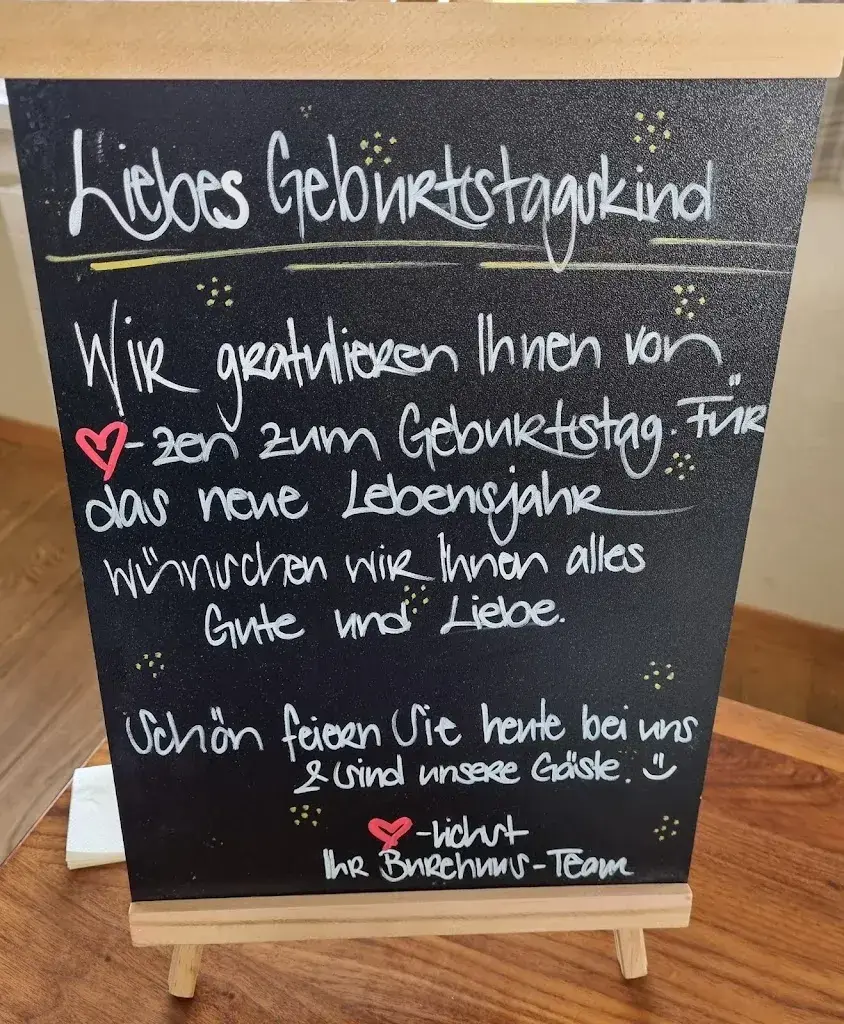 Liebes Geburtstagskind
Wir gratulieren Ihnen von
♥-zen zum Geburtstag. Für
das neue Lebensjahr
wünschen wir Ihnen alles
Gute und Liebe.
Schön feiern Sie heute bei uns
& sind unsere Gäste. :)
♥-lichst
Ihr -Team